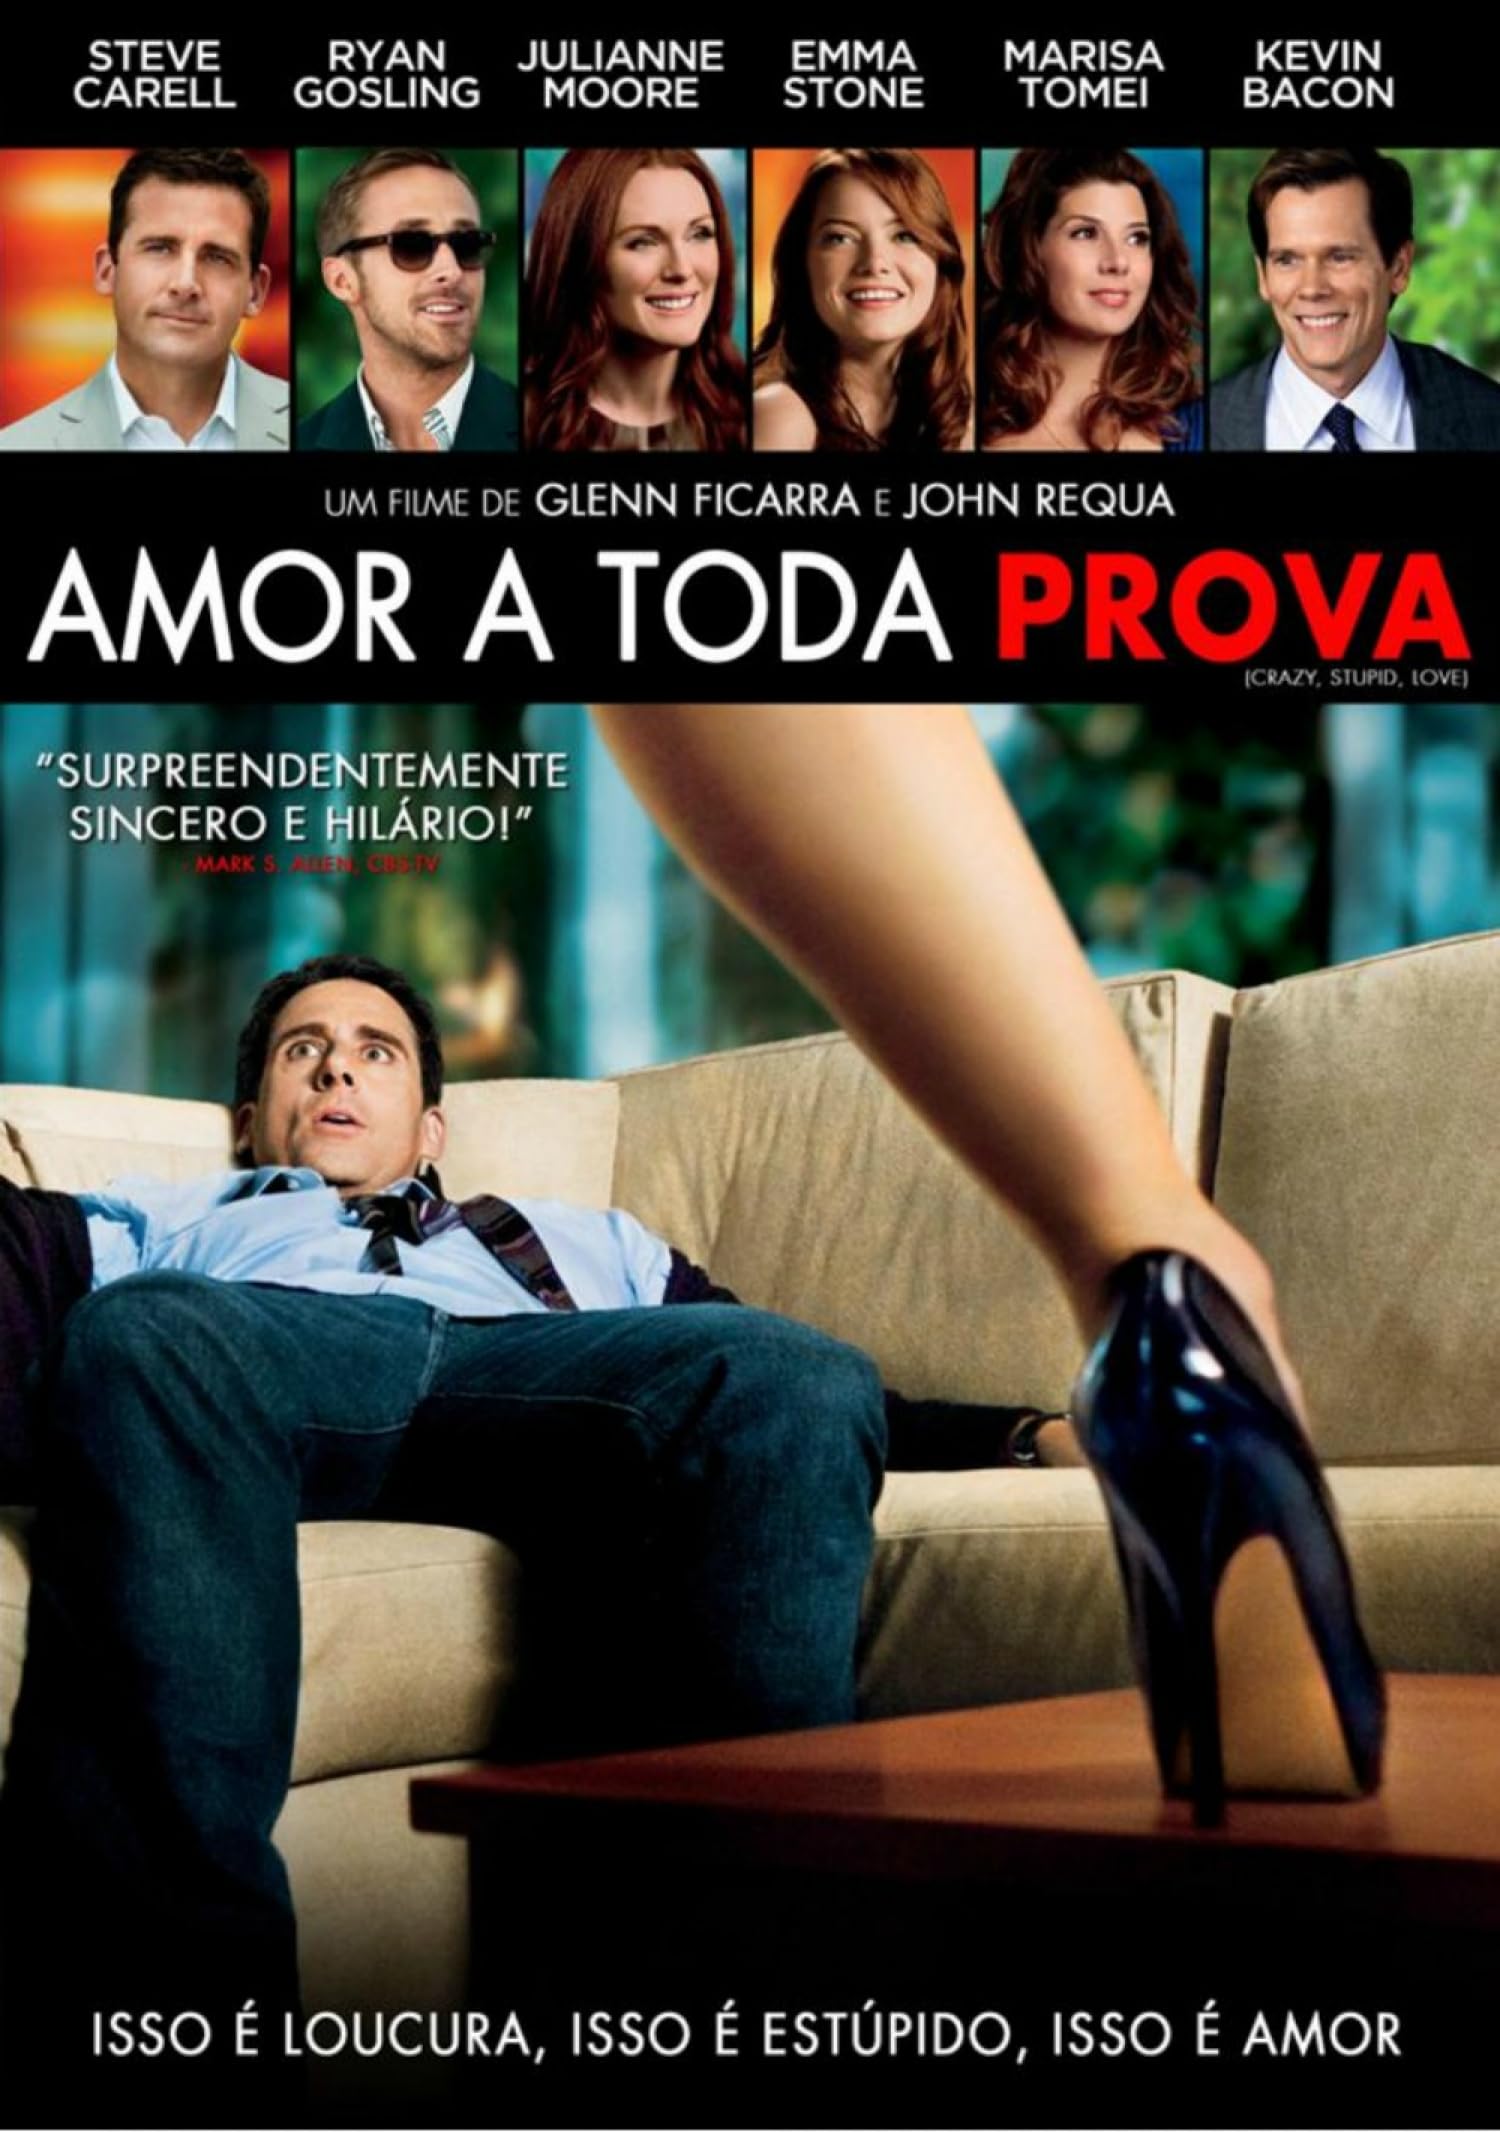 STEVE CARELL
RYAN GOSLING
JULIANNE MOORE
EMMA STONE
MARISA TOMEI
KEVIN BACON
UM FILME DE GLENN FICARRA E JOHN REQUA
AMOR A TODA PROVA
(CRAZY, STUPID, LOVE)
“SURPREENDENTEMENTE
SINCERO E HILÁRIO!”
- MARK S. ALLEN, CBS-TV
ISSO É LOUCURA, ISSO É ESTÚPIDO, ISSO É AMOR